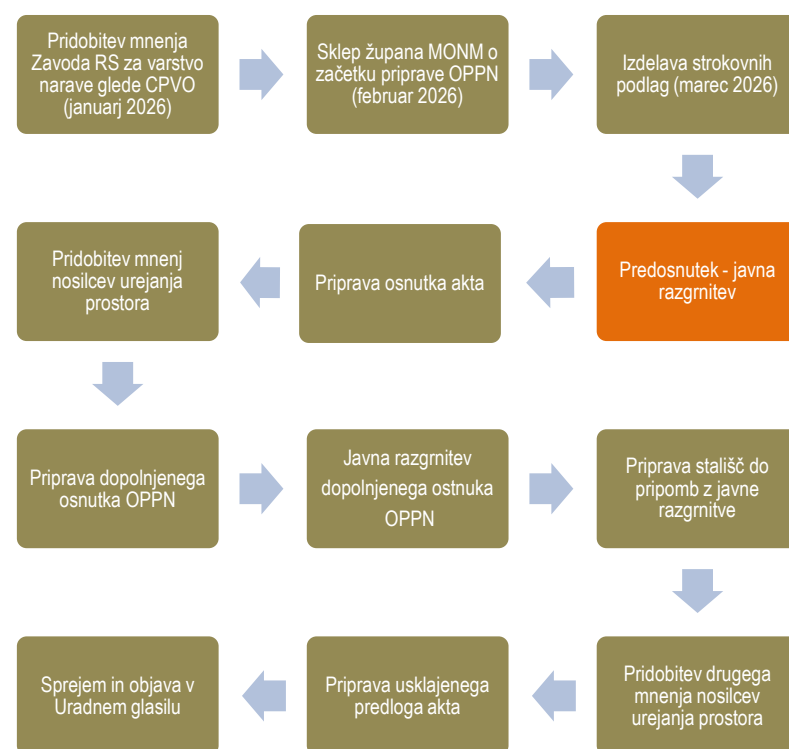 Pridobitev mnenja
Zavoda RS za varstvo
narave glede CPVO
(januarj 2026)
Sklep župana MONM o
začetku priprave OPPN
(februar 2026)
Izdelava strokovnih
podlag (marec 2026)
Predosnutek - javna
razgrnitev
Priprava osnutka akta
Pridobitev mnenj
nosilcev urejanja
prostora
Priprava dopolnjenega
osnutka OPPN
Javna razgrnitev
dopolnjenega ostnuka
OPPN
Priprava stališč do
pripomb z javne
razgrnitve
Pridobitev drugega
mnenja nosilcev
urejanja prostora
Priprava usklajenega
predloga akta
Sprejem in objava v
Uradnem glasilu